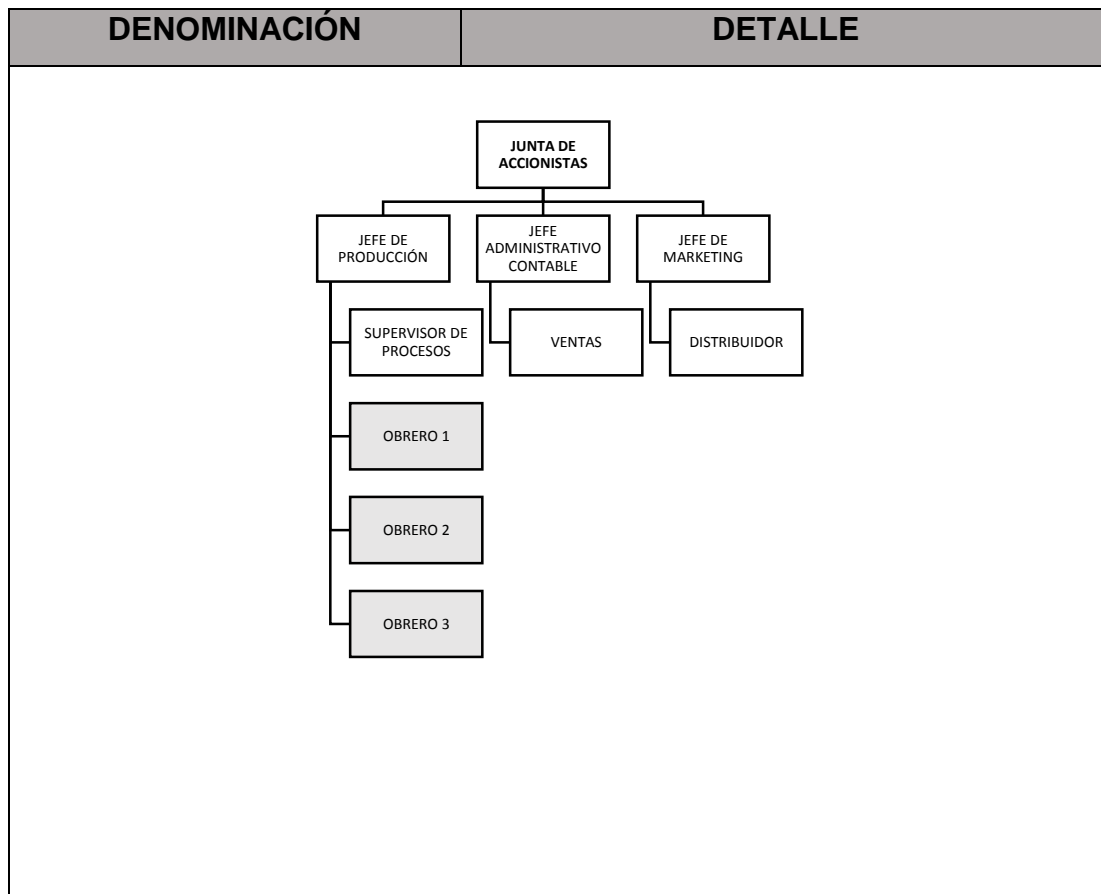 DENOMINACIÓN DETALLE
JUNTA DE
ACCIONISTAS
JEFE DE
PRODUCCIÓN
JEFE
ADMINISTRATIVO
CONTABLE
JEFE DE
MARKETING
SUPERVISOR DE
PROCESOS
VENTAS
DISTRIBUIDOR
OBRERO 1
OBRERO 2
OBRERO 3